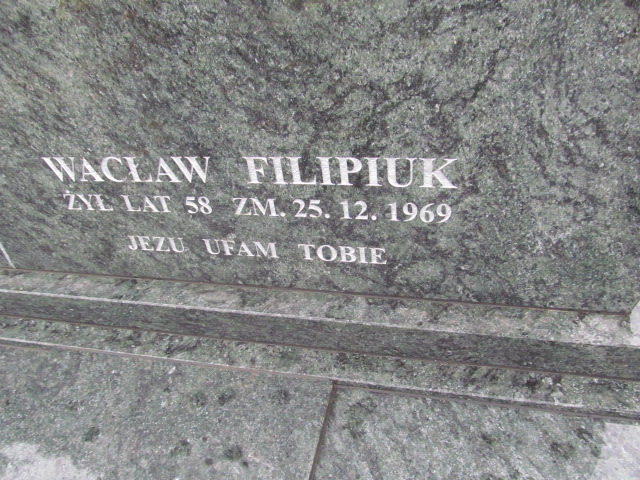 WACŁAW FILIPIUK
ŻYŁ LAT 58 ZM. 25. 12. 1969
JEZU UFAM TOBIE